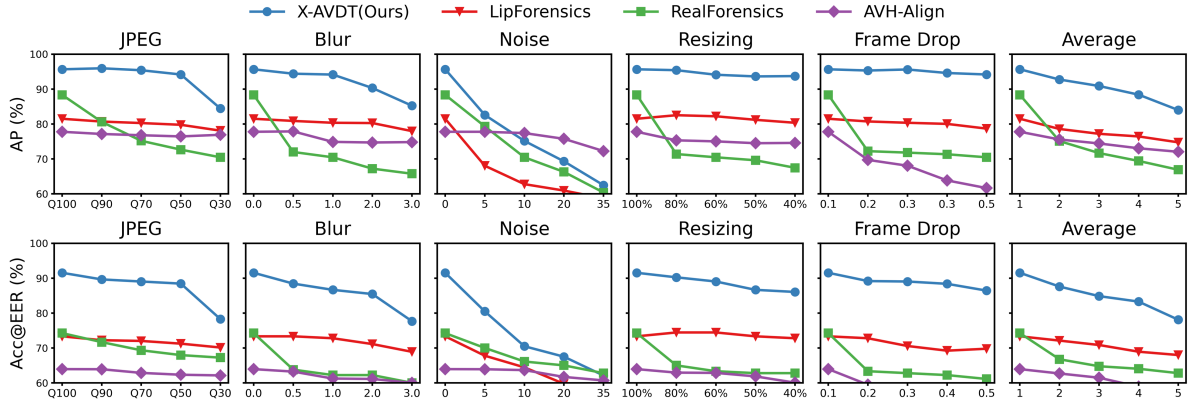 X-AVDT(Ours) LipForensics RealForensics AVH-Align
JPEG Blur Noise Resizing Frame Drop Average
AP (%)
100
90
80
70
60
Q100 Q90 Q70 Q50 Q30 0.0 0.5 1.0 2.0 3.0 0 5 10 20 35 100% 80% 60% 50% 40% 0.1 0.2 0.3 0.4 0.5 1 2 3 4 5
JPEG Blur Noise Resizing Frame Drop Average
Acc@EER (%)
100
90
80
70
60
Q100 Q90 Q70 Q50 Q30 0.0 0.5 1.0 2.0 3.0 0 5 10 20 35 100% 80% 60% 50% 40% 0.1 0.2 0.3 0.4 0.5 1 2 3 4 5